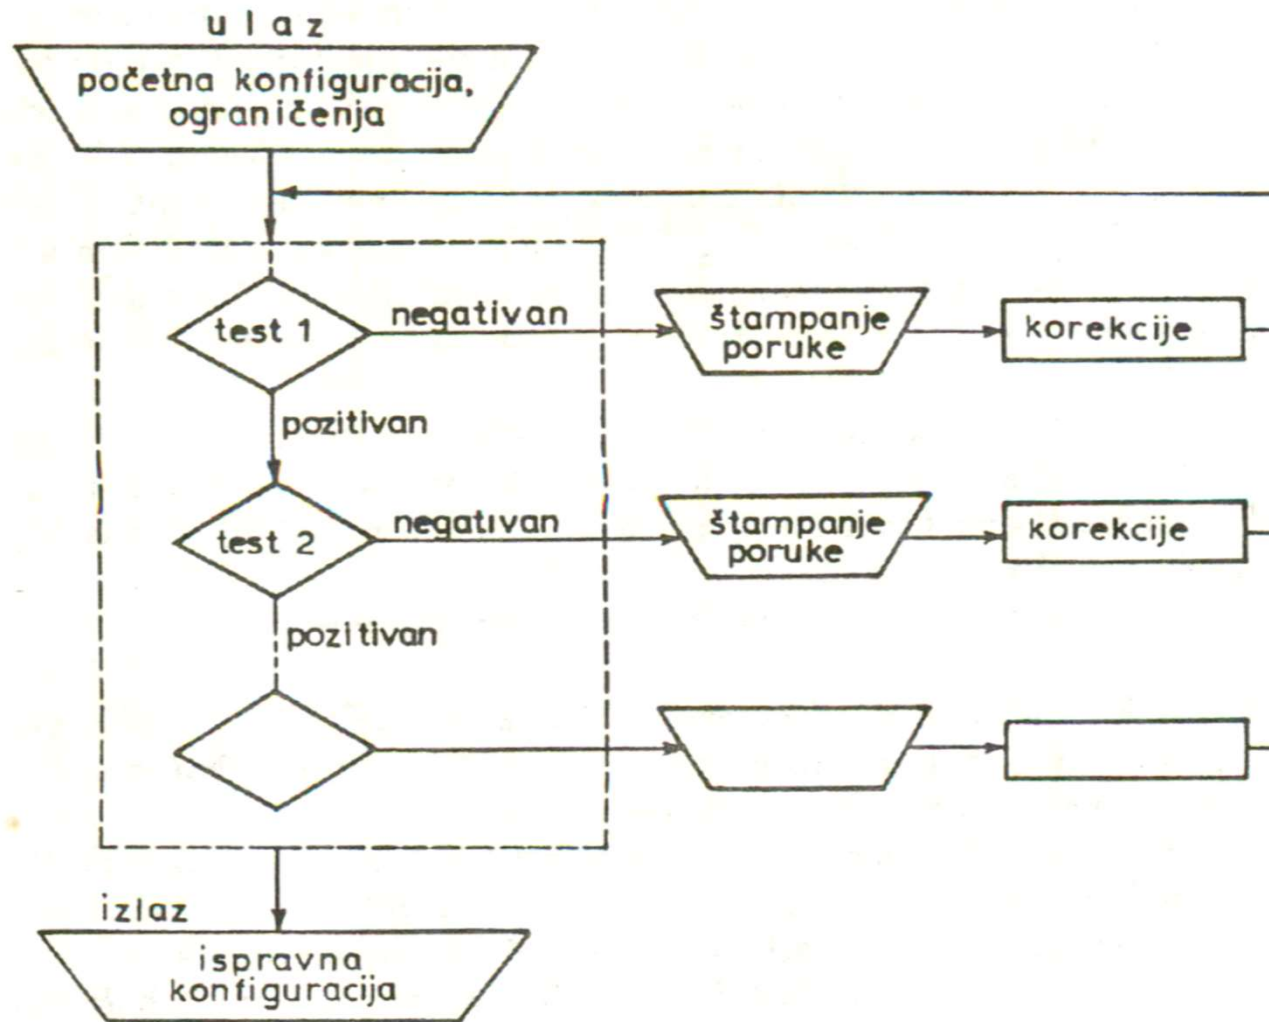 ulaz
početna konfiguracija,
ograničenja
test 1
negativan
štampanje
poruke
korekcije
pozitivan
test 2
negativan
štampanje
poruke
korekcije
pozitivan
izlaz
ispravna
konfiguracija